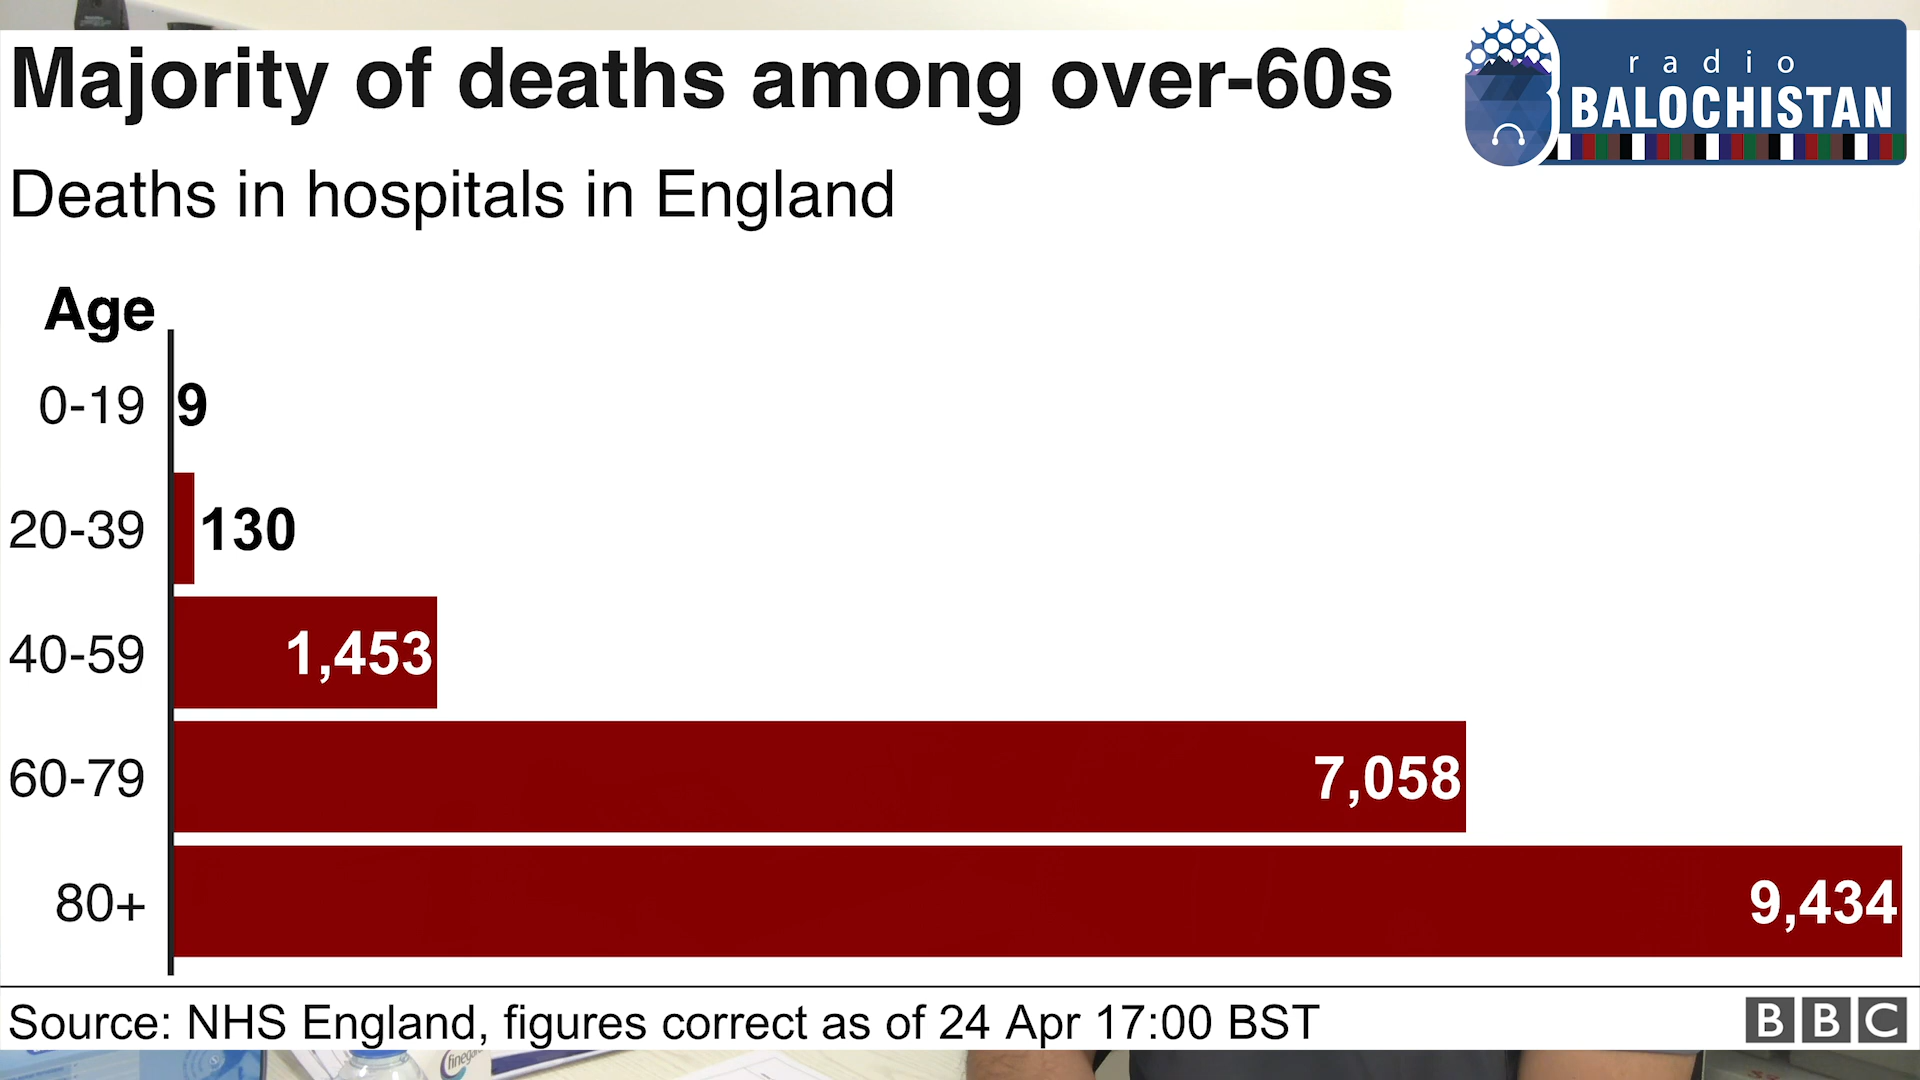 Majority of deaths among over-60s
radio
BALOCHISTAN
Deaths in hospitals in England
Age
0-19 9
20-39 130
40-59 1,453
60-79 7,058
80+ 9,434
Source: NHS England, figures correct as of 24 Apr 17:00 BST
BBC